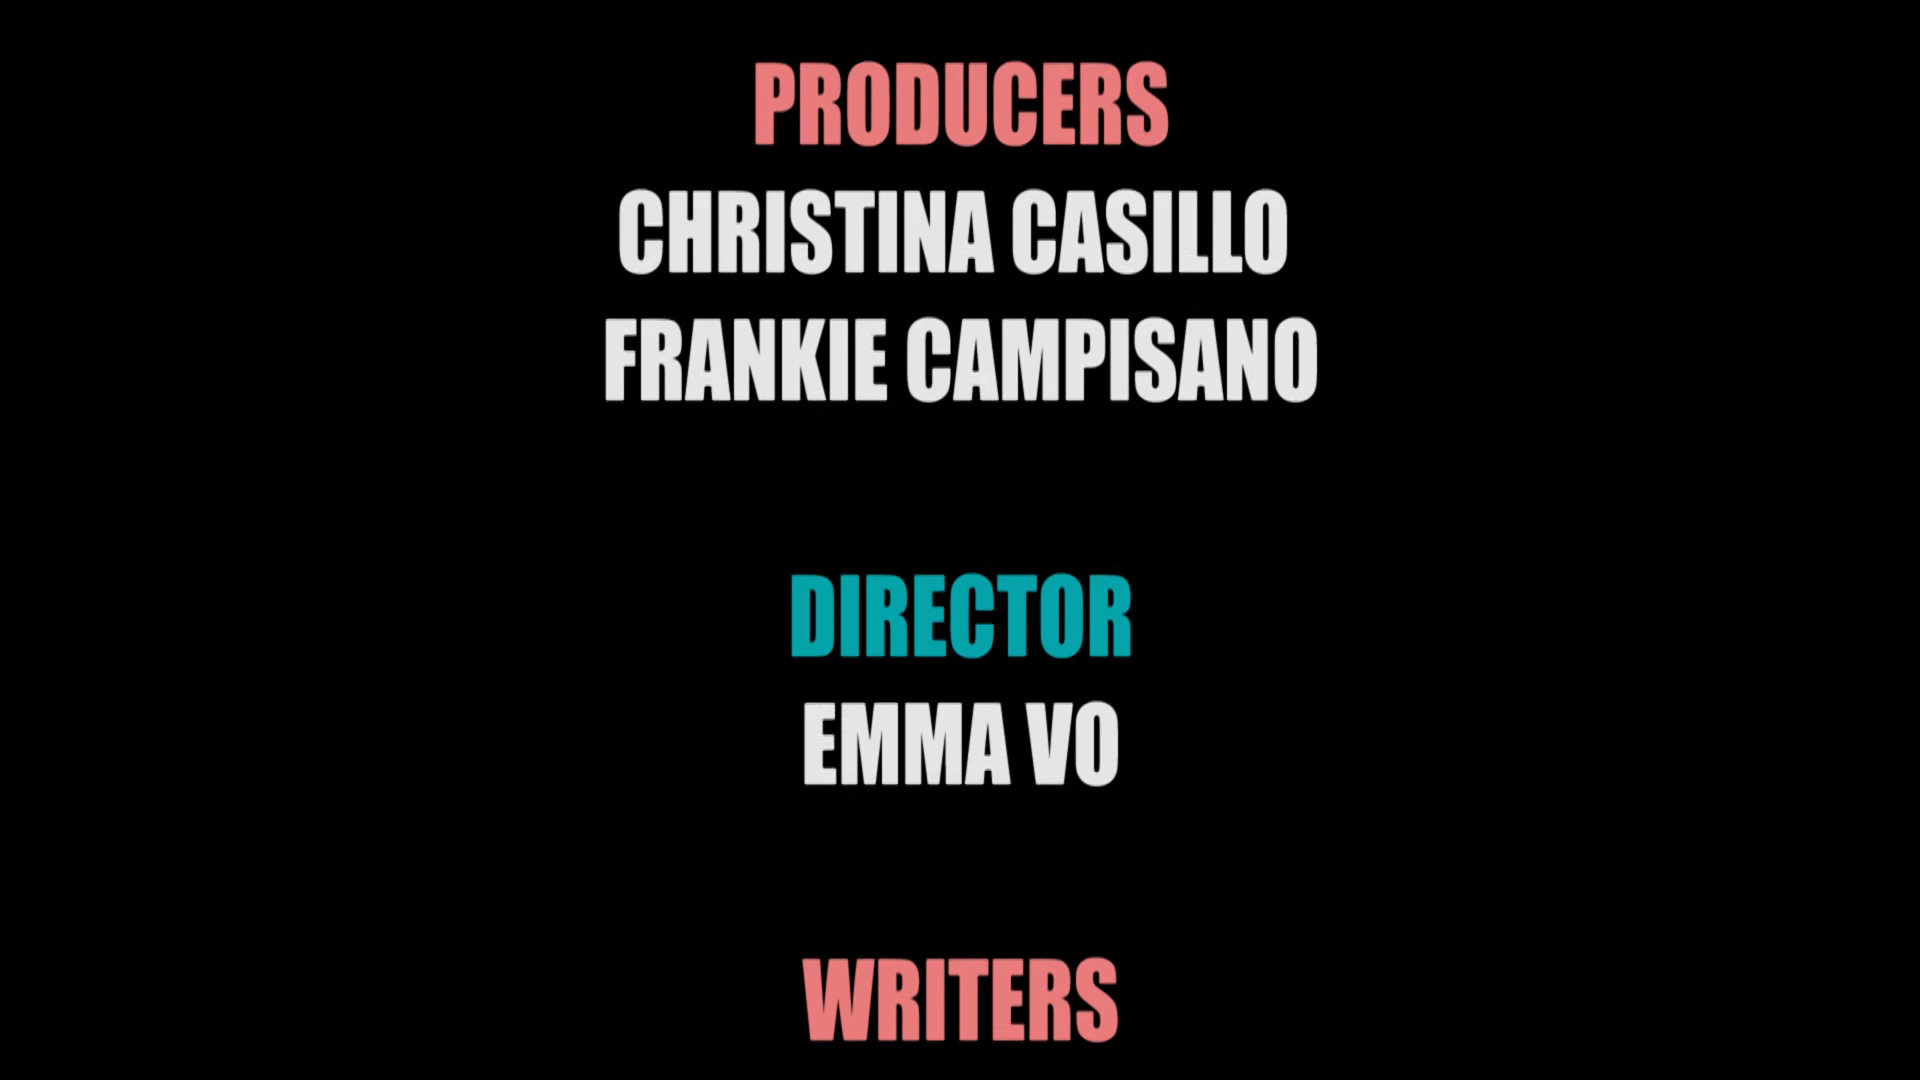 PRODUCERS
CHRISTINA CASILLO
FRANKIE CAMPISANO
DIRECTOR
EMMA VO
WRITERS